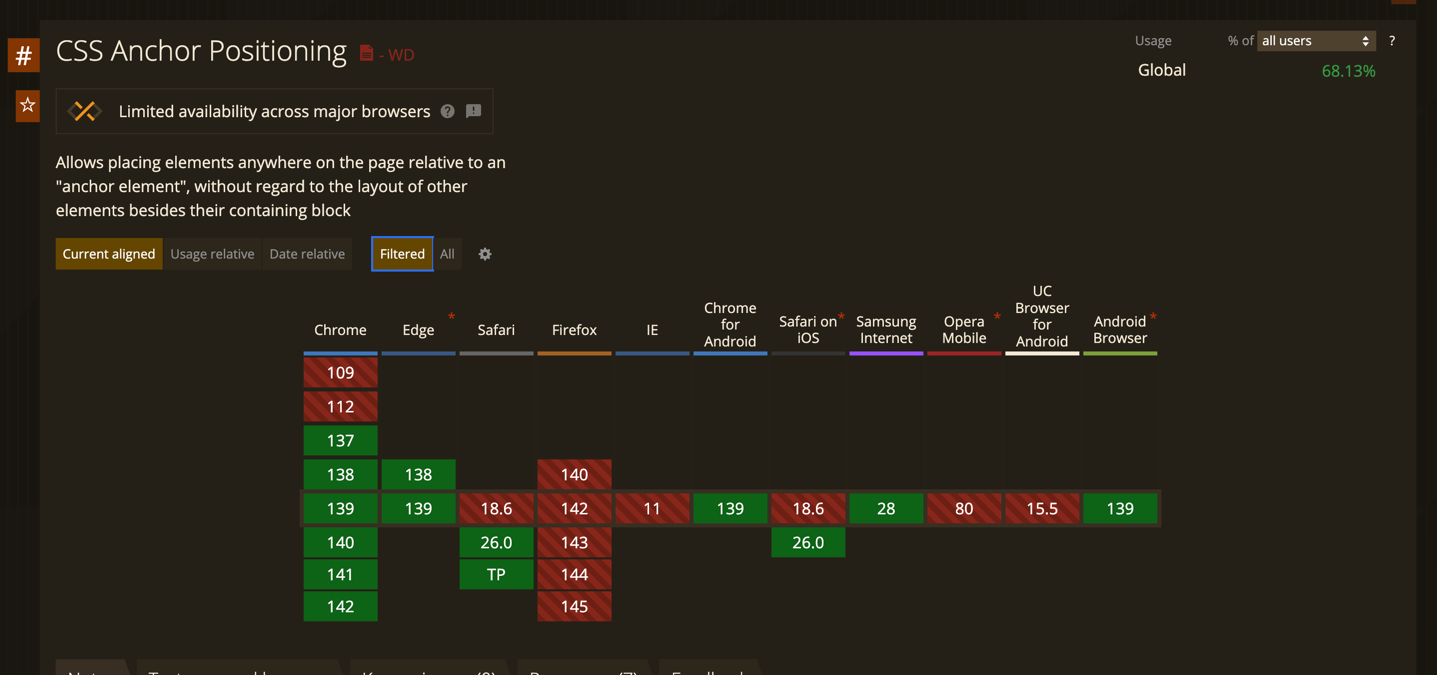 #
CSS Anchor Positioning - WD
Usage % of all users ?
Global 68.13%
Limited availability across major browsers ?
Allows placing elements anywhere on the page relative to an
"anchor element", without regard to the layout of other
elements besides their containing block
Current aligned Usage relative Date relative Filtered All
Chrome
Edge *
Safari
Firefox
IE
Chrome
for
Android
Safari on *
iOS
Samsung
Internet
Opera *
Mobile
UC
Browser
for
Android
Android *
Browser
109
112
137
138 138 140
139 139 18.6 142 11 139 18.6 28 80 15.5 139
140 26.0 143 26.0
141 TP 144
142 145